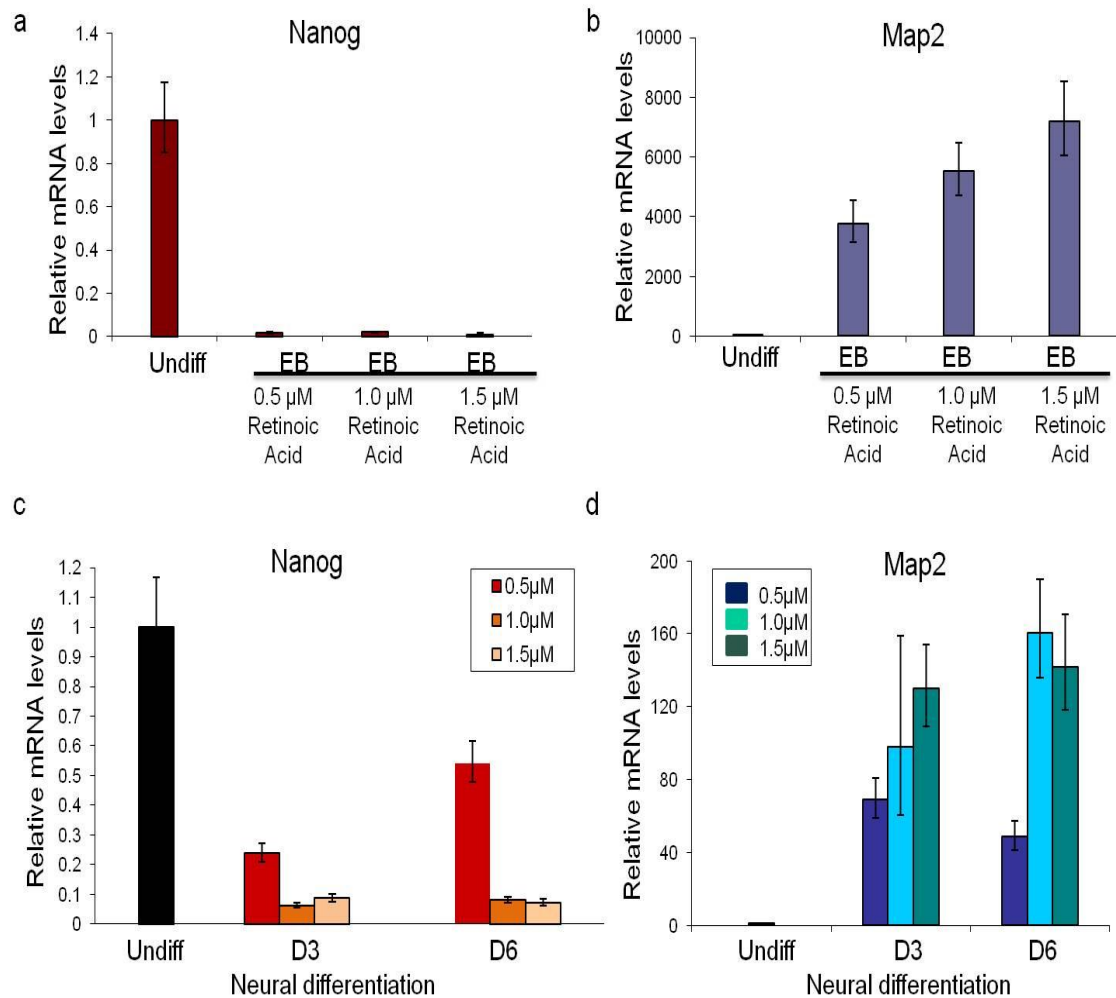 a
Nanog
Relative mRNA levels
1.4
1.2
1
0.8
0.6
0.4
0.2
0
Undiff
EB
EB
EB
0.5 µM
Retinoic
Acid
1.0 µM
Retinoic
Acid
1.5 µM
Retinoic
Acid
b
Map2
Relative mRNA levels
10000
8000
6000
4000
2000
0
Undiff
EB
EB
EB
0.5 µM
Retinoic
Acid
1.0 µM
Retinoic
Acid
1.5 µM
Retinoic
Acid
c
Nanog
Relative mRNA levels
1.2
1.1
1
0.9
0.8
0.7
0.6
0.5
0.4
0.3
0.2
0.1
0
0.5µM
1.0µM
1.5µM
Undiff
D3
D6
Neural differentiation
d
Map2
Relative mRNA levels
200
160
120
80
40
0
0.5µM
1.0µM
1.5µM
Undiff
D3
D6
Neural differentiation